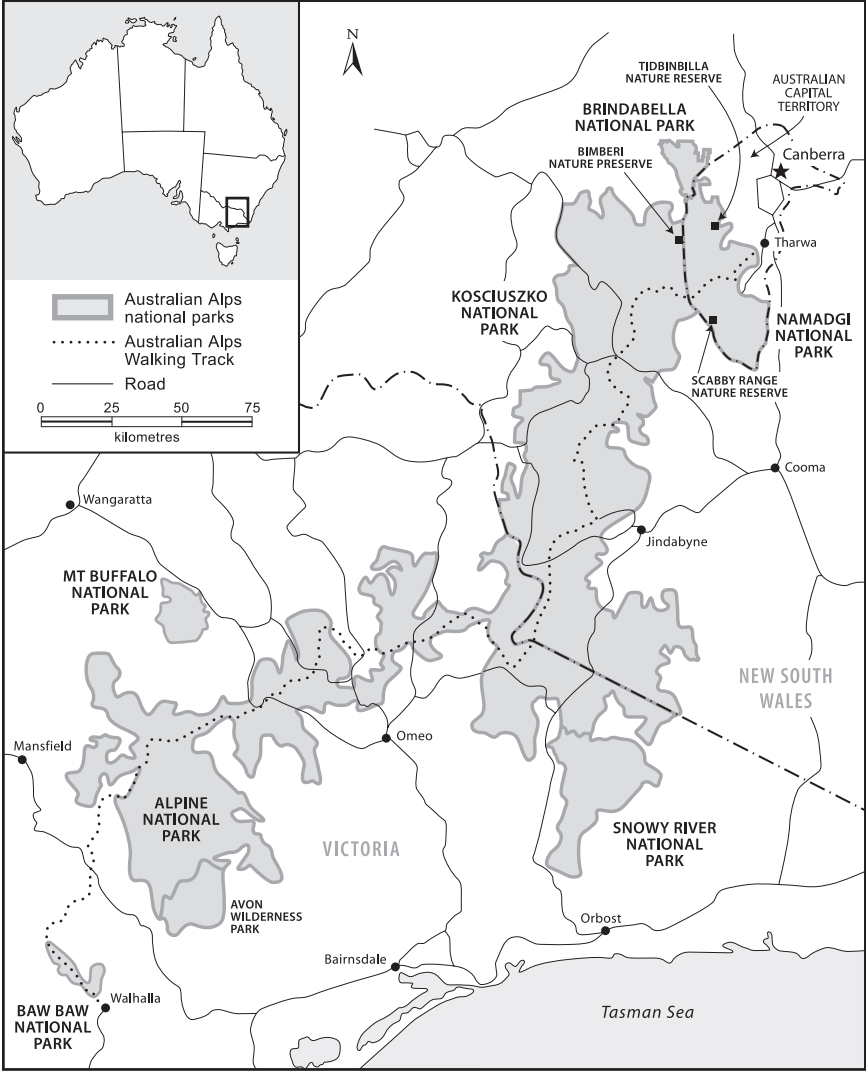 N
TIDBINBILLA
NATURE RESERVE
AUSTRALIAN
CAPITAL
TERRITORY
BRINDABELLA
NATIONAL PARK
BIMBERI
NATURE PRESERVE
Canberra
Tharwa
KOSCIUSZKO
NATIONAL
PARK
NAMADGI
NATIONAL
PARK
SCABBY RANGE
NATURE RESERVE
Australian Alps
national parks
Australian Alps
Walking Track
Road
0 25 50 75
kilometres
Cooma
Wangaratta
Jindabyne
MT BUFFALO
NATIONAL
PARK
NEW SOUTH
WALES
Omeo
Mansfield
ALPINE
NATIONAL
PARK
VICTORIA
SNOWY RIVER
NATIONAL
PARK
AVON
WILDERNESS
PARK
Orbost
Bairnsdale
Walhalla
BAW BAW
NATIONAL
PARK
Tasman Sea